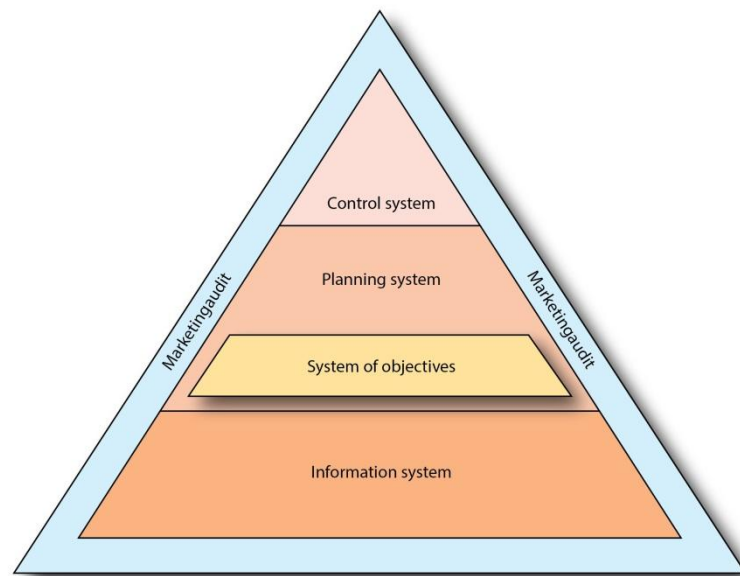 Control system
Planning system
Marketingaudit
Marketingaudit
System of objectives
Information system